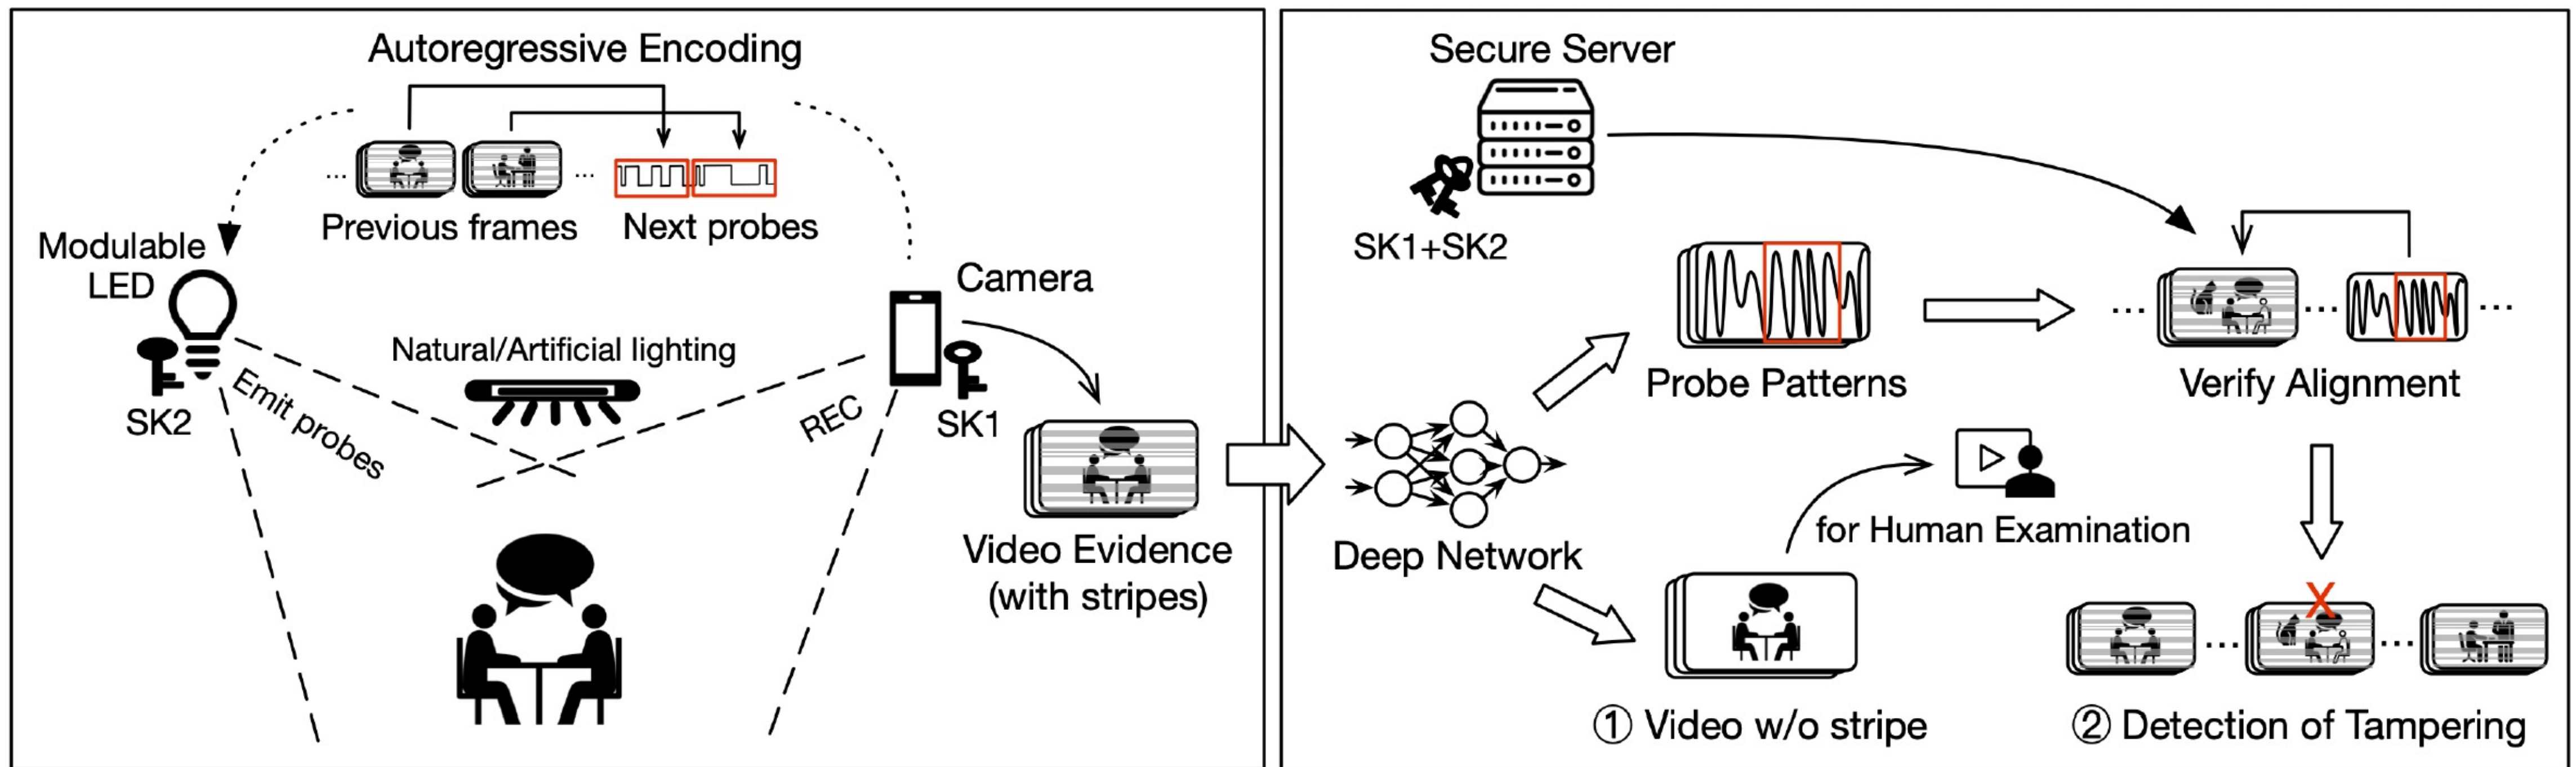 Autoregressive Encoding
...
...
Previous frames
Next probes
Modulable
LED
SK2
Emit probes
Natural/Artificial lighting
REC
Camera
SK1
Video Evidence
(with stripes)
Secure Server
SK1+SK2
Probe Patterns
...
...
...
Verify Alignment
Deep Network
for Human Examination
① Video w/o stripe
X
...
...
② Detection of Tampering